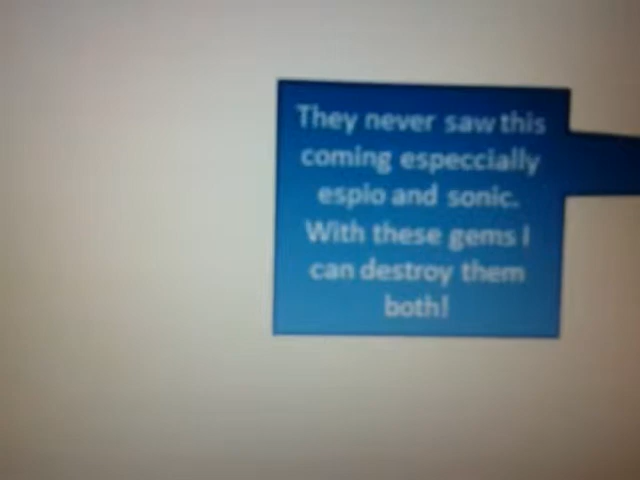 They never saw this
coming especcially
espio and sonic.
With these gems I
can destroy them
both!